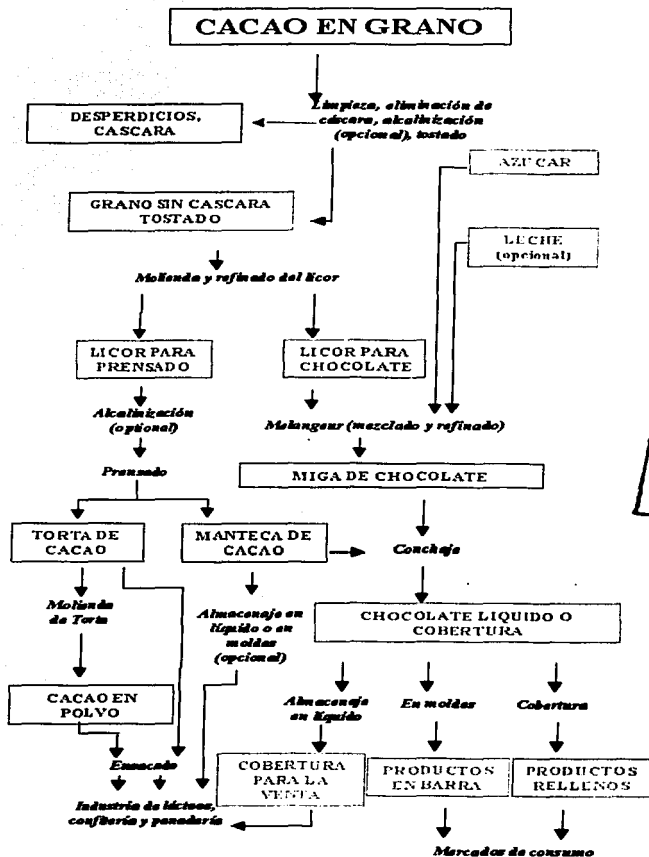 CACAO EN GRANO
Limpieza, eliminación de
cáscara, alcalinización
(opcional), tostado
DESPERDICIOS,
CASCARA
AZUCAR
GRANO SIN CASCARA
TOSTADO
LECHE
(opcional)
Molienda y refinado del licor
LICOR PARA
PRENSADO
LICOR PARA
CHOCOLATE
Alcalinización
(optional)
Melangeur (mezclado y refinado)
Prensado
MIGA DE CHOCOLATE
TORTA DE
CACAO
MANTECA DE
CACAO
Conchaje
Molienda
de Torta
Almacenaje en
líquido o en
moldes
(opcional)
CHOCOLATE LIQUIDO O
COBERTURA
CACAO EN
POLVO
Almacenaje
en líquido
En moldes
Cobertura
Ensacado
COBERTURA
PARA LA
VENTA
PRODUCTOS
EN BARRA
PRODUCTOS
RELLENOS
Industria de lácteos,
confitería y panadería
Mercados de consumo